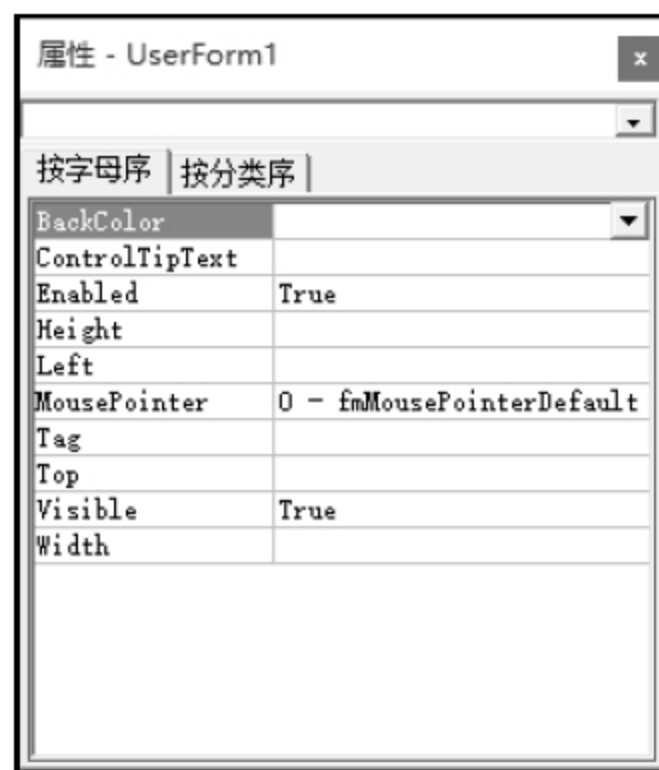 属性 - UserForm1
x
按字母序 按分类序
BackColor
ControlTipText
Enabled True
Height
Left
MousePointer 0 - fmMousePointerDefault
Tag
Top
Visible True
Width